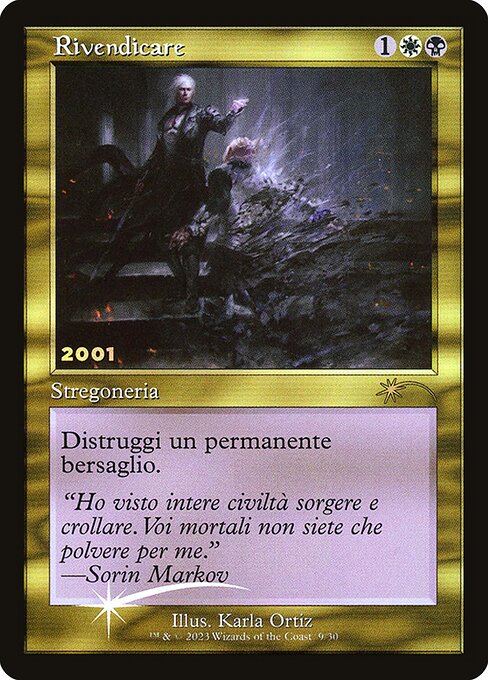 Rivendicare 1
2001
Stregoneria
Distruggi un permanente
bersaglio.
“Ho visto intere civiltà sorgere e
crollare. Voi mortali non siete che
polvere per me.”
—Sorin Markov
Illus. Karla Ortiz
™ & © 2023 Wizards of the Coast 9/30